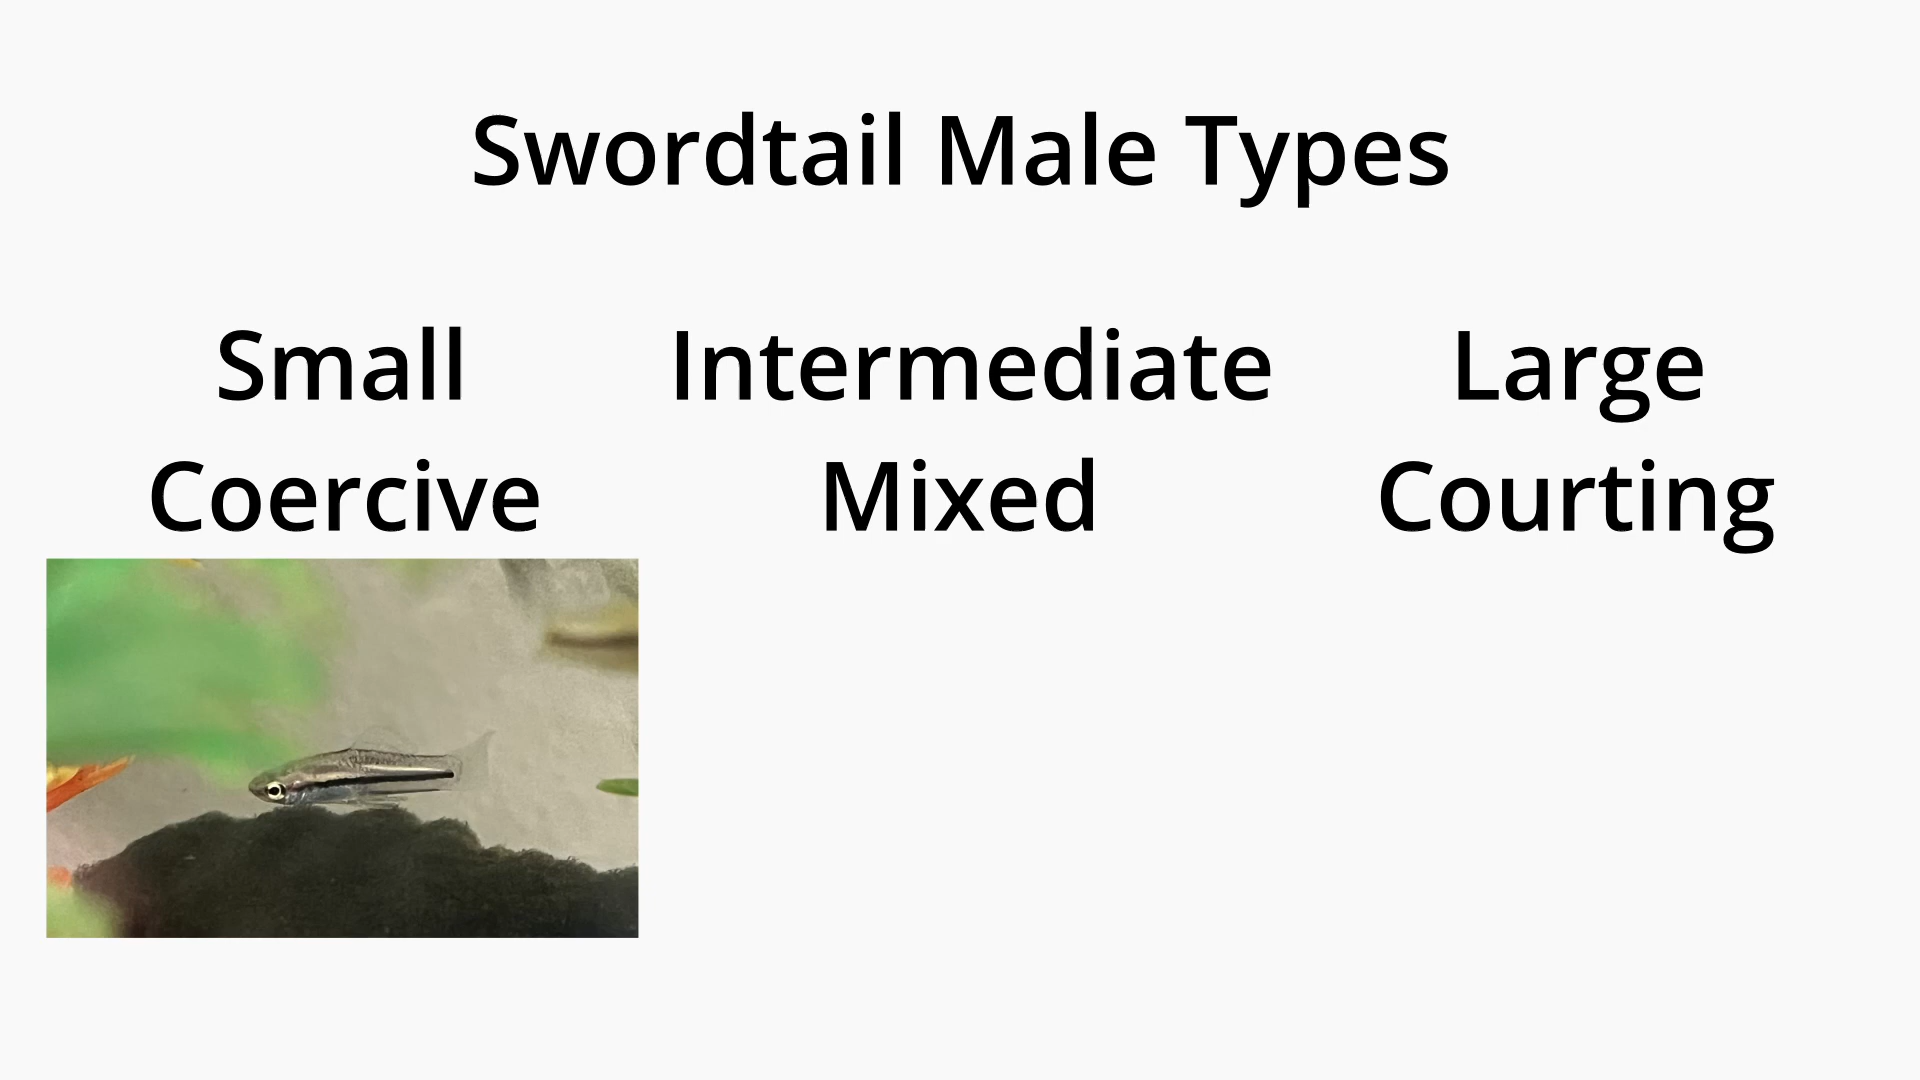 Swordtail Male Types
Small Intermediate Large
Coercive Mixed Courting